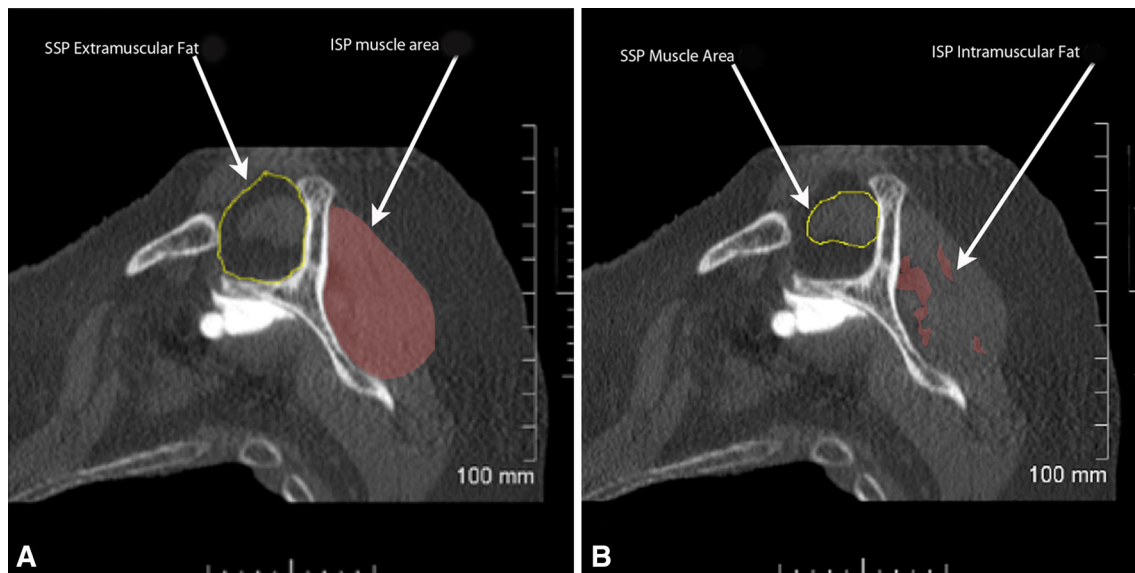 SSP Extramuscular Fat
ISP muscle area
100 mm
A
SSP Muscle Area
ISP Intramuscular Fat
100 mm
B